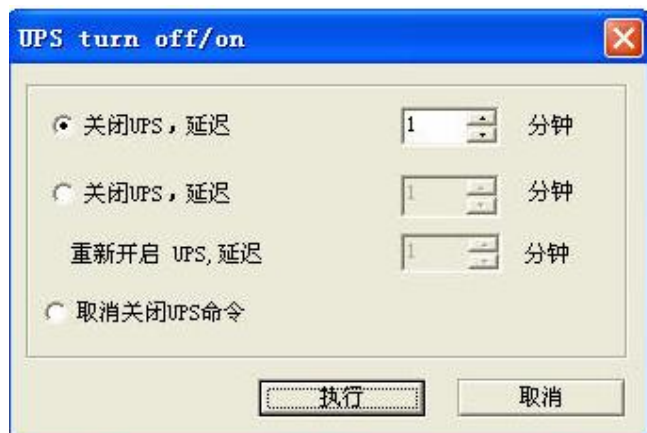 UPS turn off/on
关闭UPS，延迟 1 分钟
关闭UPS，延迟 1 分钟
重新开启 UPS,延迟 1 分钟
取消关闭UPS命令
执行 取消